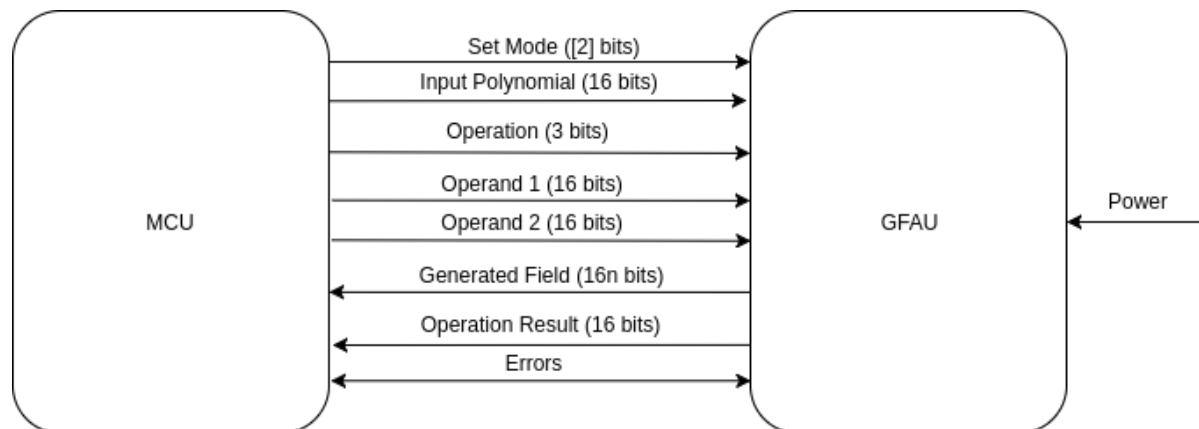 Set Mode ([2] bits)
Input Polynomial (16 bits)
Operation (3 bits)
Operand 1 (16 bits)
Power
MCU
Operand 2 (16 bits)
GFAU
Generated Field (16n bits)
Operation Result (16 bits)
Errors